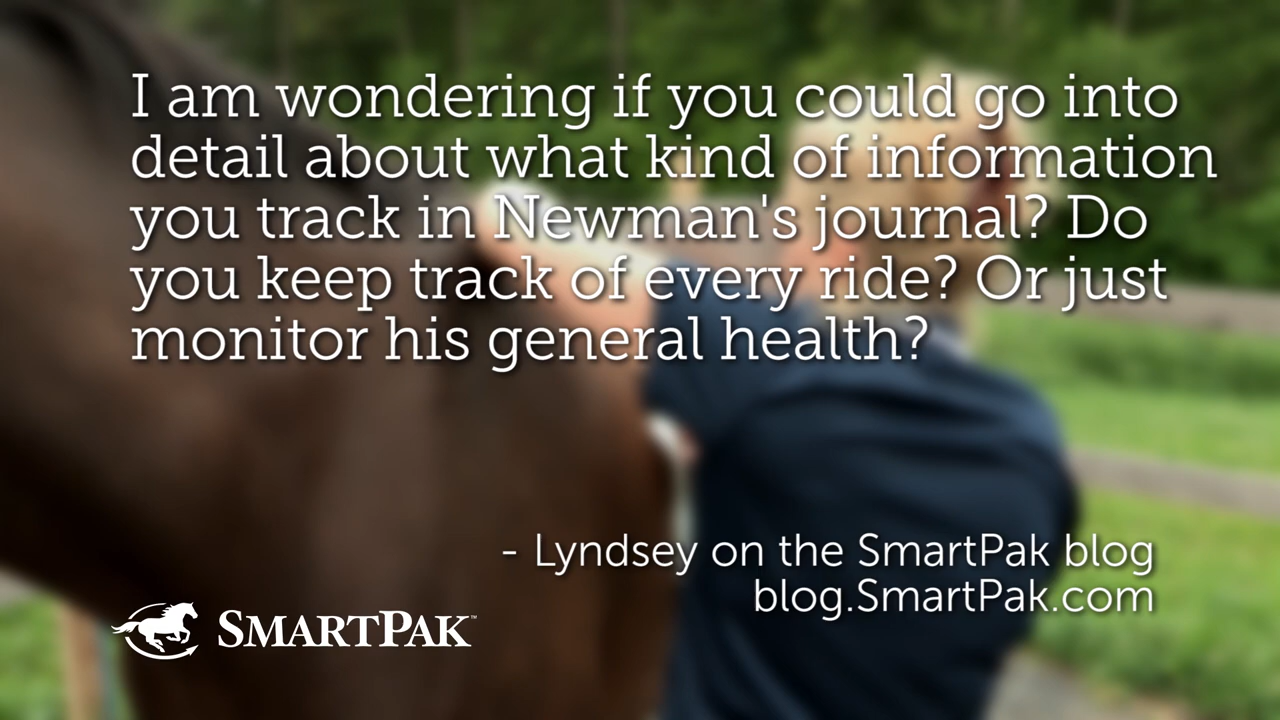 I am wondering if you could go into
detail about what kind of information
you track in Newman's journal? Do
you keep track of every ride? Or just
monitor his general health?
- Lyndsey on the SmartPak blog
blog.SmartPak.com
SMARTPAK™